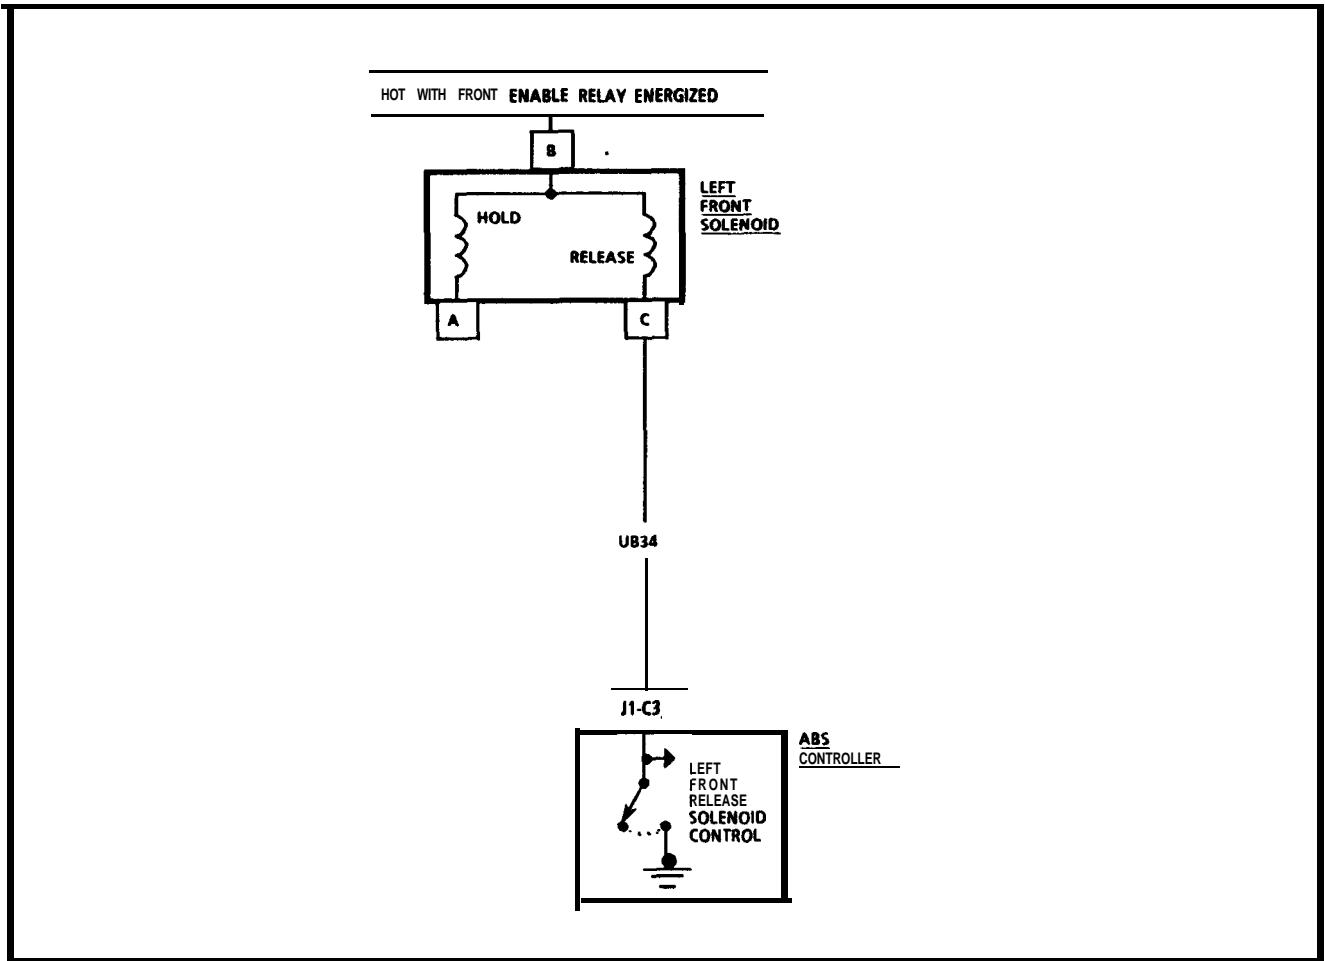 HOT WITH FRONT ENABLE RELAY ENERGIZED
B
LEFT
FRONT
SOLENOID
HOLD
RELEASE
A
C
UB34
J1-C3
ABS
CONTROLLER
LEFT
FRONT
RELEASE
SOLENOID
CONTROL